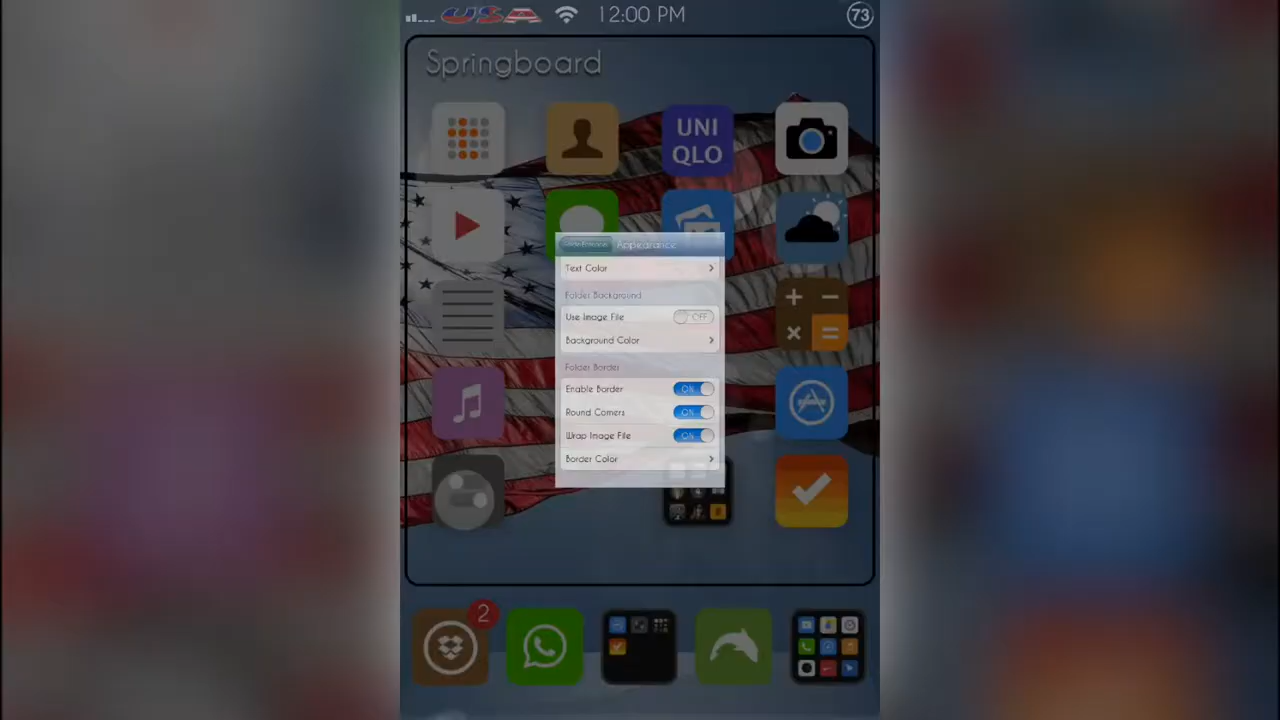 USA 12:00 PM 73
Springboard
UNI
QLO
Appearance
Text Color
Folder Background
Use Image File OFF
Background Color
Folder Border
Enable Border ON
Round Corners ON
Wrap Image File ON
Border Color
2